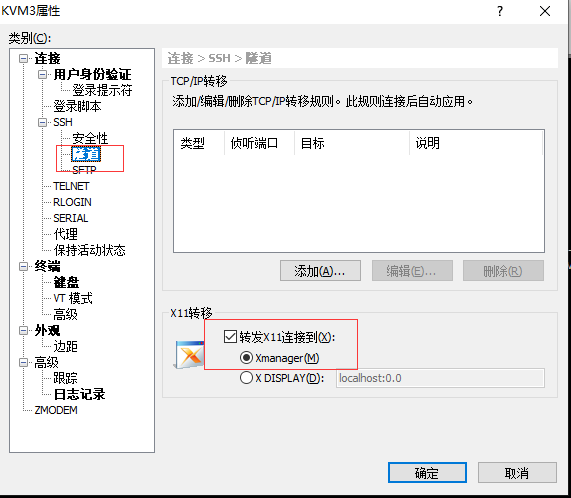 KVM3属性
类别(C):
连接
用户身份验证
登录提示符
登录脚本
SSH
安全性
隧道
SFTP
TELNET
RLOGIN
SERIAL
代理
保持活动状态
终端
键盘
VT 模式
高级
外观
边距
高级
跟踪
日志记录
ZMODEM
连接 > SSH > 隧道
TCP/IP转移
添加/编辑/删除TCP/IP转移规则。此规则连接后自动应用。
类型 侦听端口 目标 说明
添加(A)... 编辑(E)... 删除(R)
X11转移
转发X11连接到(X):
Xmanager(M)
X DISPLAY(D): localhost:0.0
确定 取消